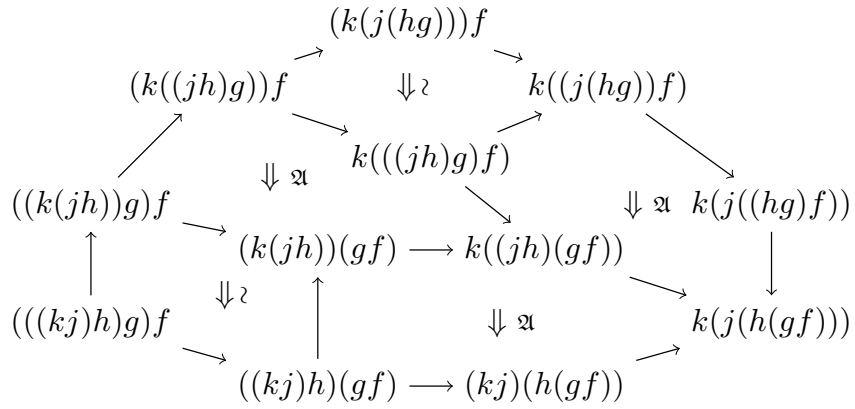 (k(j(hg)))f
(k((jh)g))f ⇓≀ k((j(hg))f)
k(((jh)g)f)
⇓ 𝔄
((k(jh))g)f ⇓ 𝔄 k(j((hg)f))
(k(jh))(gf) k((jh)(gf))
⇓≀
(((kj)h)g)f ⇓ 𝔄 k(j(h(gf)))
((kj)h)(gf) (kj)(h(gf))